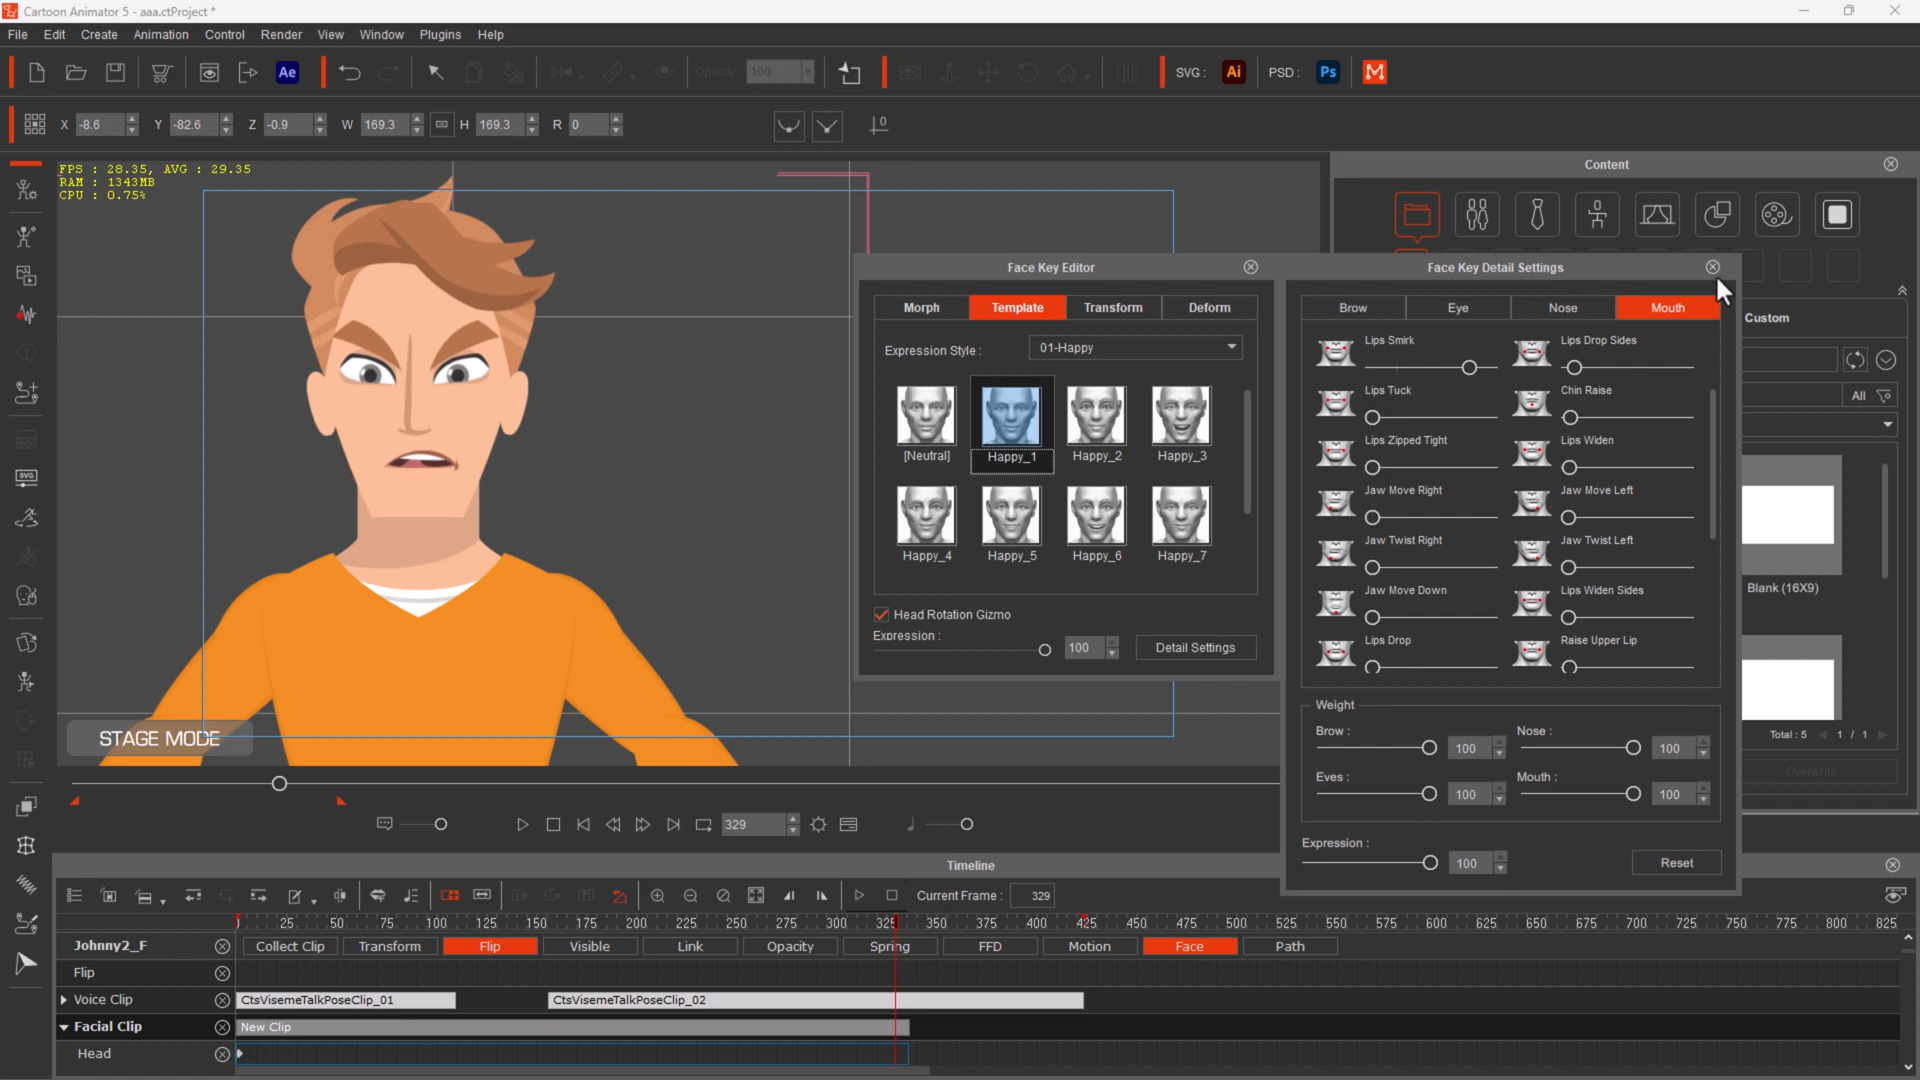 Cartoon Animator 5 - aaa.ctProject *
File Edit Create Animation Control Render View Window Plugins Help
Ae Opacity 100 SVG : Ai PSD : Ps
X -8.6 Y -82.6 Z -0.9 W 169.3 H 169.3 R 0
FPS : 28.35, AVG : 29.35
RAM : 1343MB
CPU : 0.75%
STAGE MODE
Content
Custom
All
Blank (16X9)
Total : 5 1 / 1
Overwrite
Face Key Editor
Morph Template Transform Deform
Expression Style : 01-Happy
[Neutral] Happy_1 Happy_2 Happy_3
Happy_4 Happy_5 Happy_6 Happy_7
Head Rotation Gizmo
Expression :
100 Detail Settings
Face Key Detail Settings
Brow Eye Nose Mouth
Lips Smirk Lips Drop Sides
Lips Tuck Chin Raise
Lips Zipped Tight Lips Widen
Jaw Move Right Jaw Move Left
Jaw Twist Right Jaw Twist Left
Jaw Move Down Lips Widen Sides
Lips Drop Raise Upper Lip
Weight
Brow : 100 Nose : 100
Eyes : 100 Mouth : 100
Expression :
100 Reset
329
Timeline
SVG
Current Frame : 329
25 50 75 100 125 150 175 200 225 250 275 300 325 350 375 400 425 450 475 500 525 550 575 600 625 650 675 700 725 750 775 800 825
Johnny2_F Collect Clip Transform Flip Visible Link Opacity Spring FFD Motion Face Path
Flip
Voice Clip CtsVisemeTalkPoseClip_01 CtsVisemeTalkPoseClip_02
Facial Clip New Clip
Head